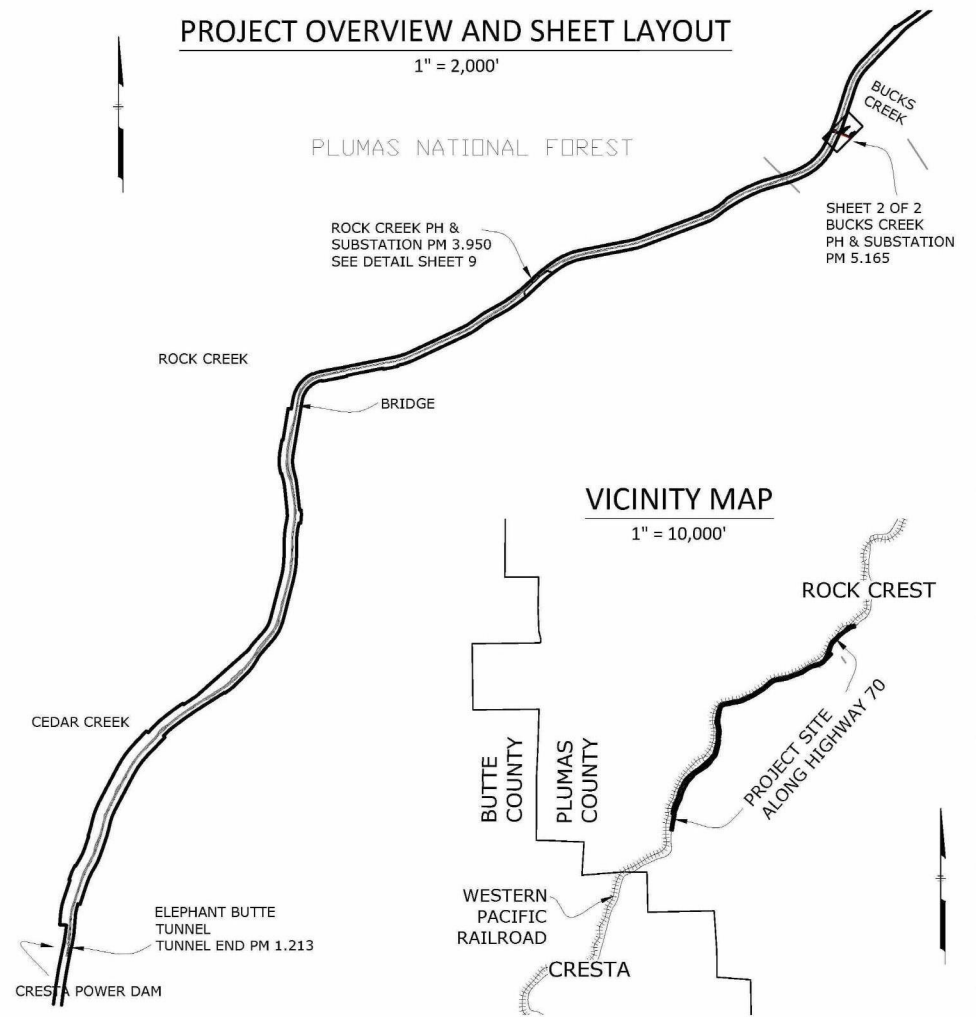 PROJECT OVERVIEW AND SHEET LAYOUT
1" = 2,000'
BUCKS
CREEK
PLUMAS NATIONAL FOREST
SHEET 2 OF 2
BUCKS CREEK
PH & SUBSTATION
PM 5.165
ROCK CREEK PH &
SUBSTATION PM 3.950
SEE DETAIL SHEET 9
ROCK CREEK
BRIDGE
CEDAR CREEK
ELEPHANT BUTTE
TUNNEL
TUNNEL END PM 1.213
CRESTA POWER DAM
VICINITY MAP
1" = 10,000'
ROCK CREST
PROJECT SITE
ALONG HIGHWAY 70
BUTTE
COUNTY
PLUMAS
COUNTY
WESTERN
PACIFIC
RAILROAD
CRESTA